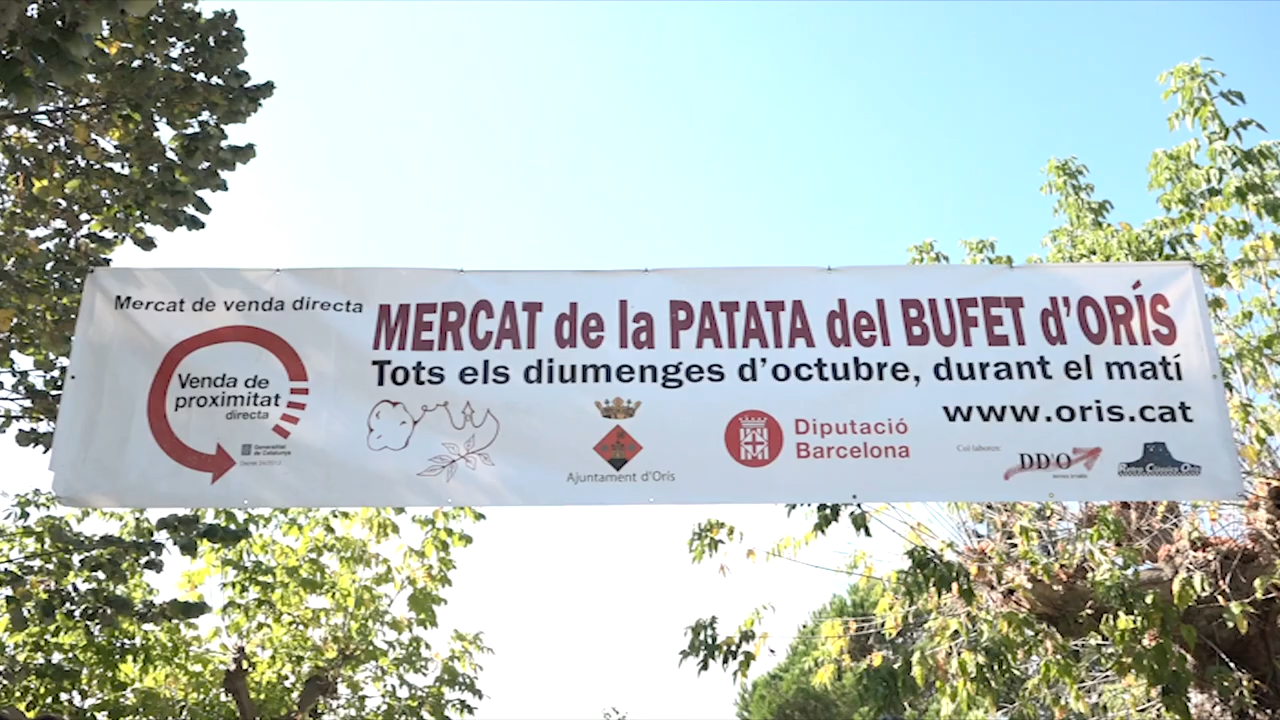 Mercat de venda directa
MERCAT de la PATATA del BUFET d'ORÍS
Tots els diumenges d'octubre, durant el matí
www.oris.cat
Venda de
proximitat
directa
Generalitat
de Catalunya
Ajuntament d'Orís
Diputació
Barcelona
Col·laboren:
DD'O